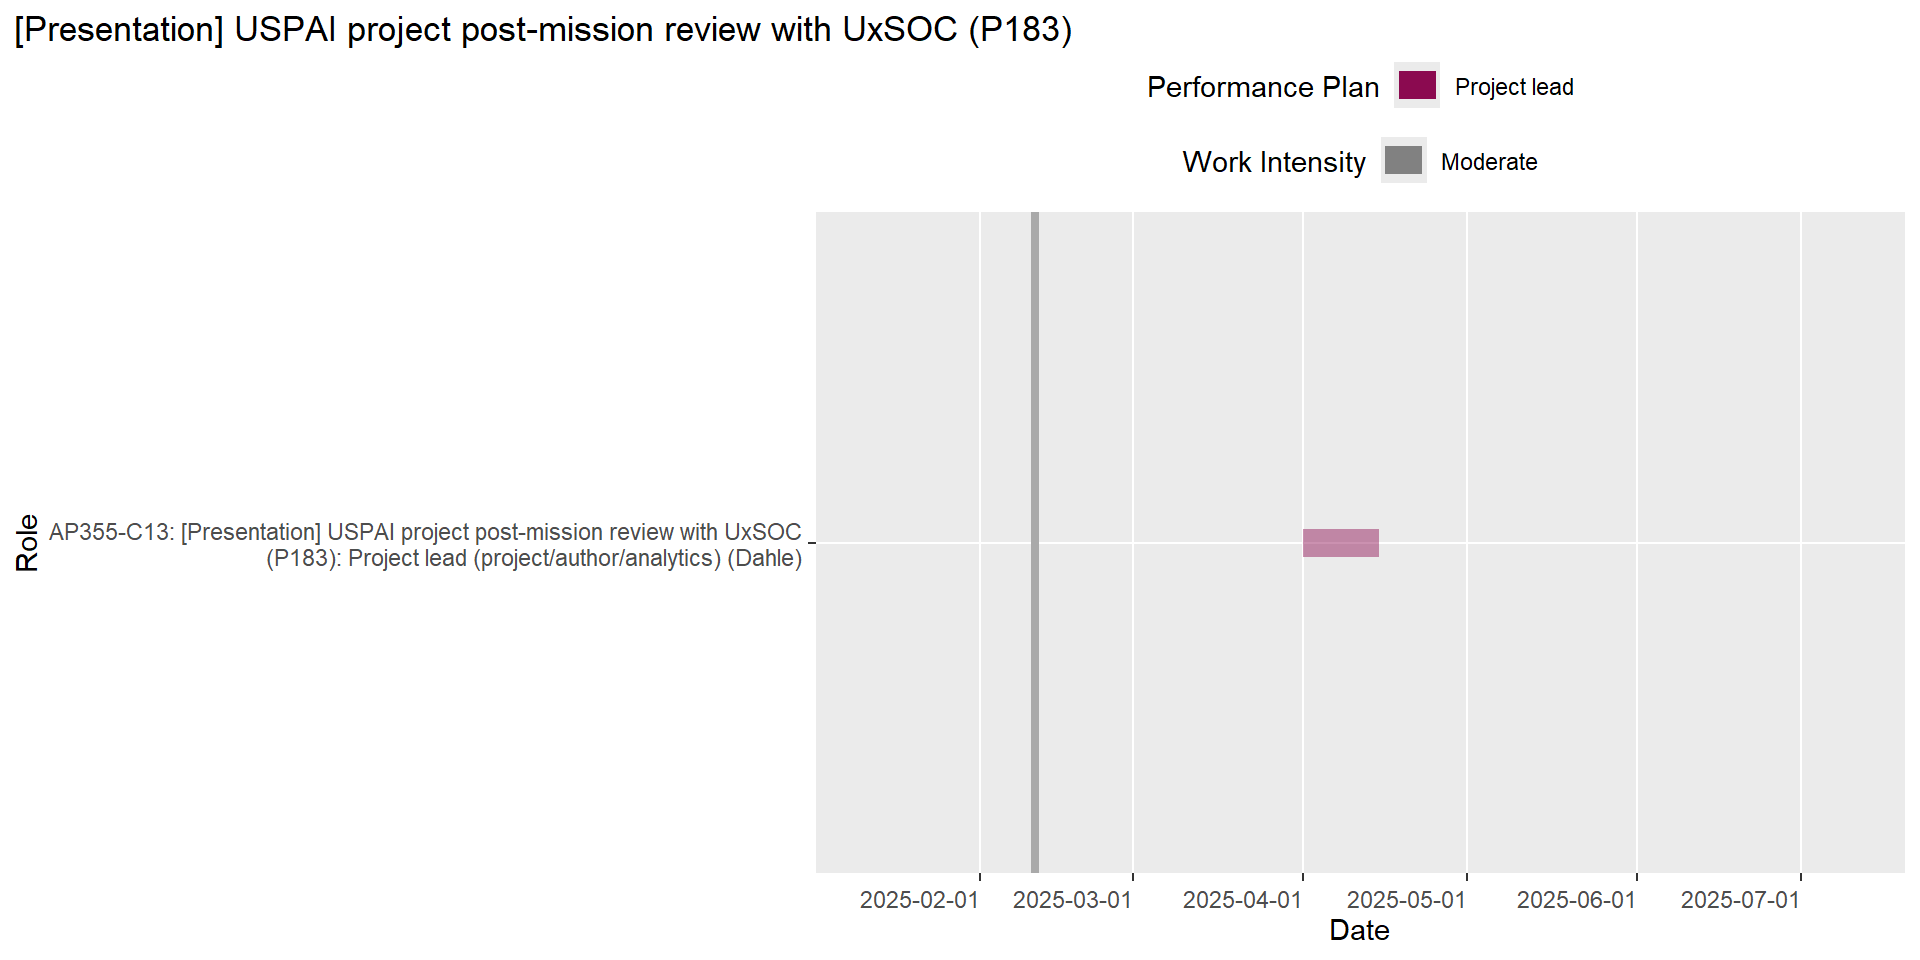 [Presentation] USPAI project post-mission review with UxSOC (P183)
Performance Plan
Project lead
Work Intensity
Moderate
Role
AP355-C13: [Presentation] USPAI project post-mission review with UxSOC
(P183): Project lead (project/author/analytics) (Dahle)
2025-02-01
2025-03-01
2025-04-01
2025-05-01
2025-06-01
2025-07-01
Date